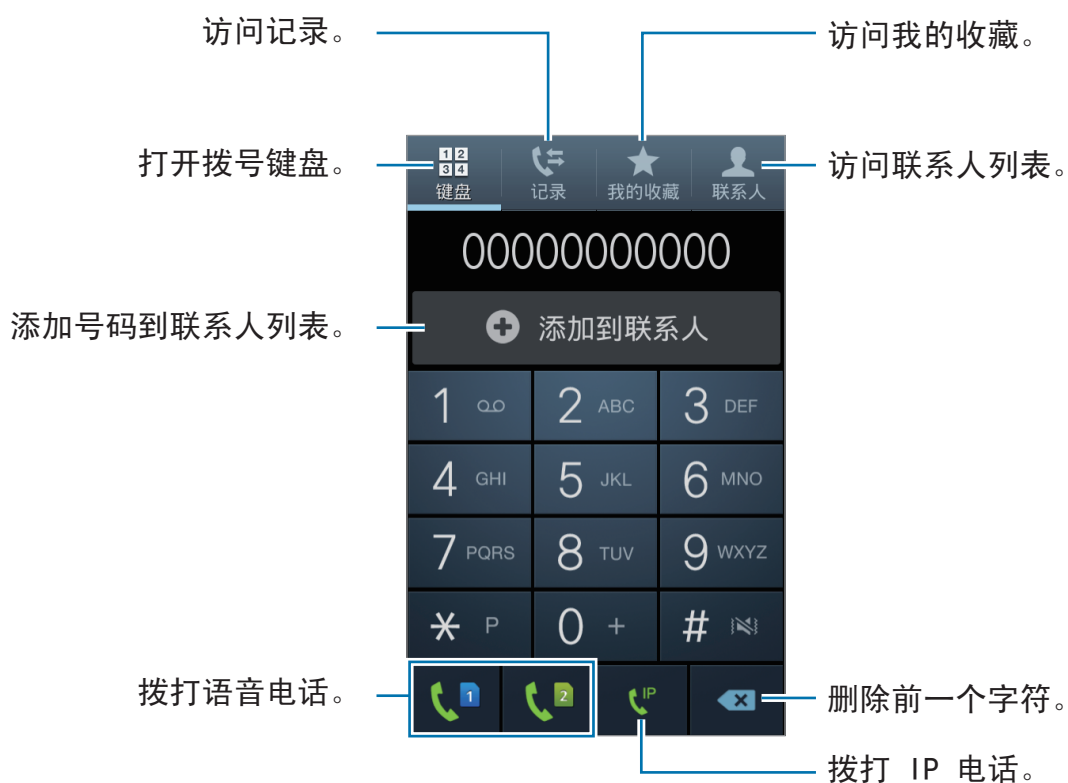 访问记录。
访问我的收藏。
打开拨号键盘。
访问联系人列表。
1 2
3 4
键盘
记录
我的收藏
联系人
00000000000
添加号码到联系人列表。
添加到联系人
1
2 ABC
3 DEF
4 GHI
5 JKL
6 MNO
7 PQRS
8 TUV
9 WXYZ
* P
0 +
#
拨打语音电话。
1
2
IP
删除前一个字符。
拨打 IP 电话。